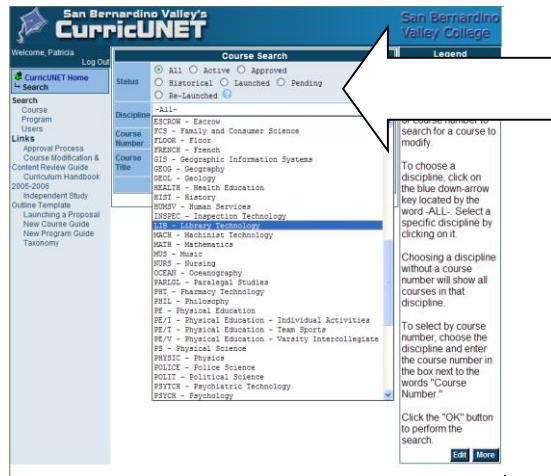 San Bernardino Valley's
CurricUNET
San Bernardino
Valley College
Welcome, Patricia
Log Out
CurricUNET Home
Search
Search
Course
Program
Users
Links
Approval Process
Course Modification &
Content Review Guide
Curriculum Handbook
2005-2006
Independent Study
Outline Template
Launching a Proposal
New Course Guide
New Program Guide
Taxonomy
Course Search
Status
All Active Approved
Historical Launched Pending
Re-Launched
Discipline
-All-
Course
Number
Course
Title
ESCROW - Escrow
FCS - Family and Consumer Science
FLOOR - Floor
FRENCH - French
GIS - Geographic Information Systems
GEOG - Geography
GEOL - Geology
HEALTH - Health Education
HIST - History
HUMSV - Human Services
INSPEC - Inspection Technology
LIB - Library Technology
MACH - Machinist Technology
MATH - Mathematics
MUS - Music
NURS - Nursing
OCEAN - Oceanography
PARLGL - Paralegal Studies
PHT - Pharmacy Technology
PHIL - Philosophy
PE - Physical Education
PE/I - Physical Education - Individual Activities
PE/T - Physical Education - Team Sports
PE/V - Physical Education - Varsity Intercollegiate
PS - Physical Science
PHYSIC - Physics
POLICE - Police Science
POLIT - Political Science
PSYTCH - Psychiatric Technology
PSYCH - Psychology
Legend
or course number to
search for a course to
modify.
To choose a
discipline, click on
the blue down-arrow
key located by the
word -ALL-. Select a
specific discipline by
clicking on it.
Choosing a discipline
without a course
number will show all
courses in that
discipline.
To select by course
number, choose the
discipline and enter
the course number in
the box next to the
words "Course
Number."
Click the "OK" button
to perform the
search.
Edit More